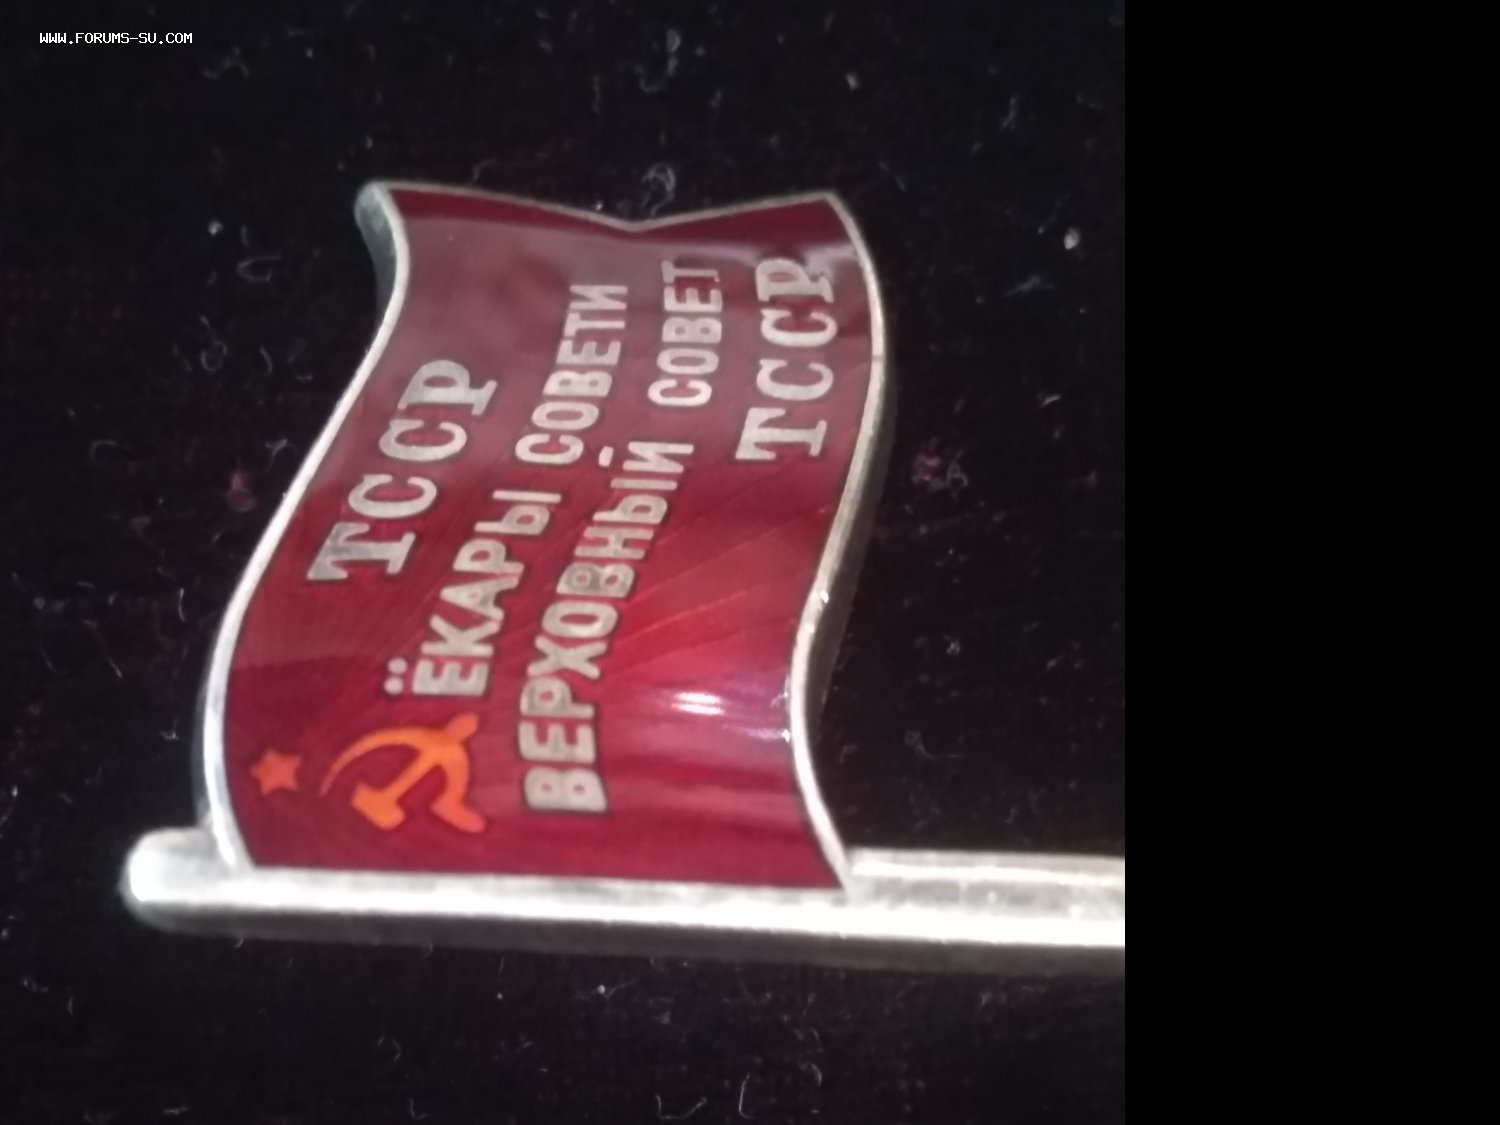 WWW.FORUMS-SU.COM
ТССР
ЁКАРЫ СОВЕТИ
ВЕРХОВНЫЙ СОВЕТ
ТССР